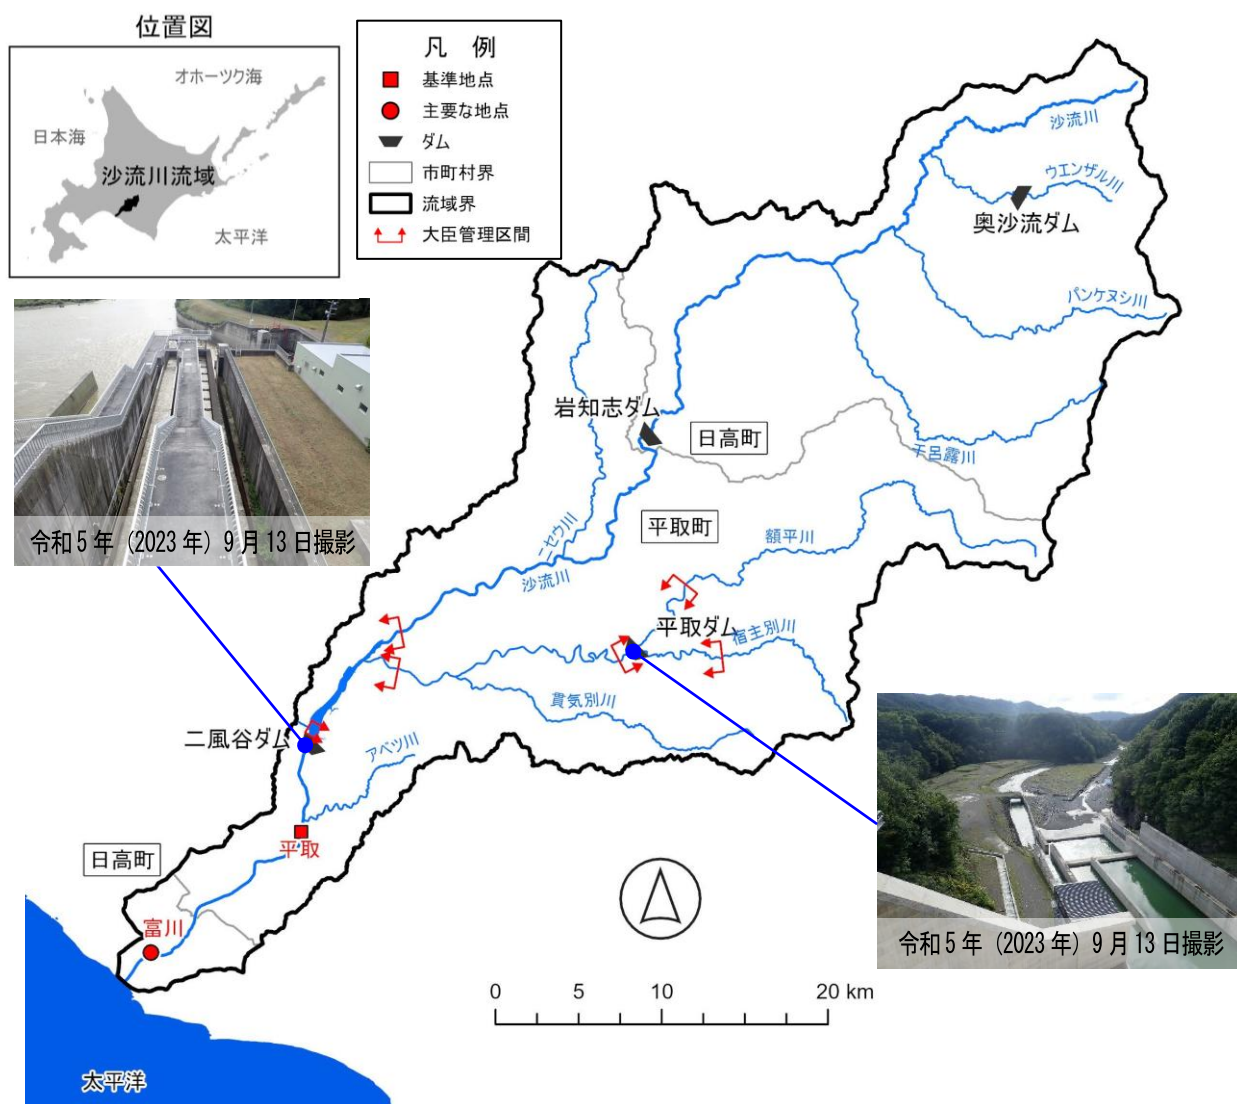 位置図
オホーツク海
日本海
沙流川流域
太平洋
凡 例
基準地点
主要な地点
ダム
市町村界
流域界
大臣管理区間
沙流川
ウエンザル川
奥沙流ダム
パンケヌシ川
千呂露川
岩知志ダム
日高町
平取町
額平川
ニセウ川
沙流川
平取ダム
宿主別川
貫気別川
二風谷ダム
アベツ川
平取
日高町
富川
太平洋
令和5年（2023年）9月13日撮影
令和5年（2023年）9月13日撮影
0 5 10 20 km